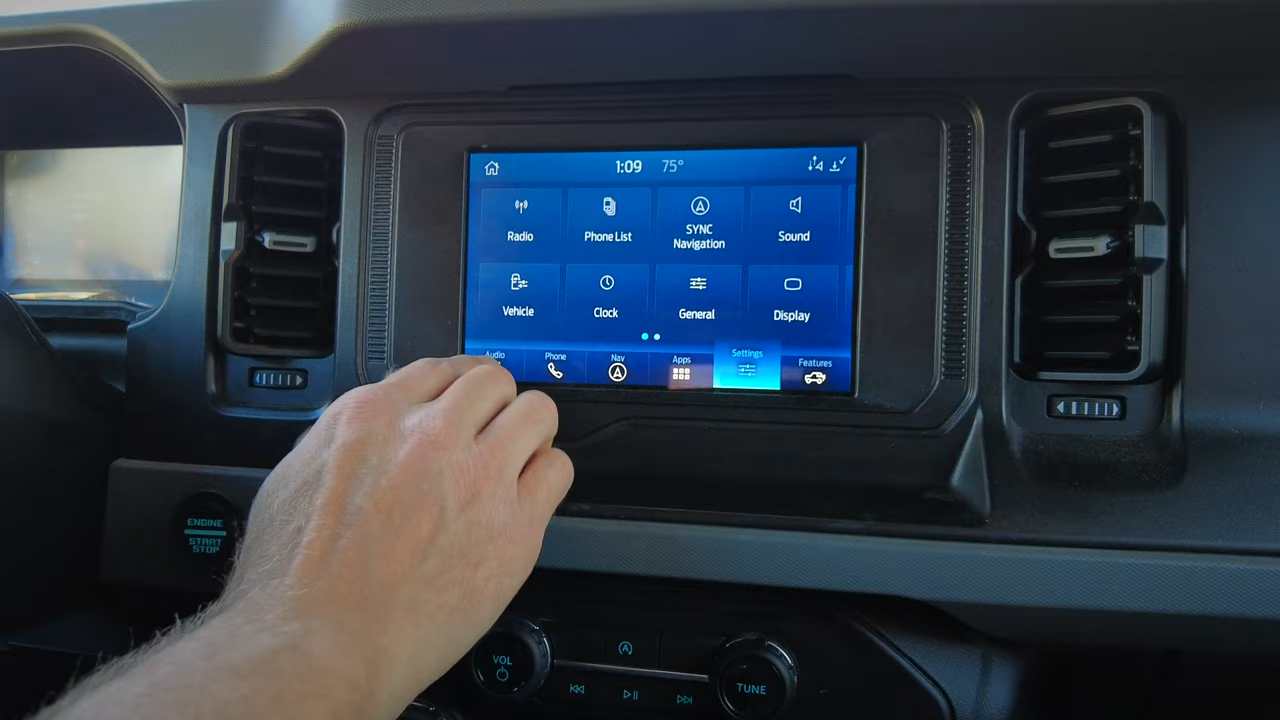 1:09 75°
Radio
Phone List
SYNC
Navigation
Sound
Vehicle
Clock
General
Display
Audio
Phone
Nav
Apps
Settings
Features
ENGINE
START
STOP
VOL
TUNE